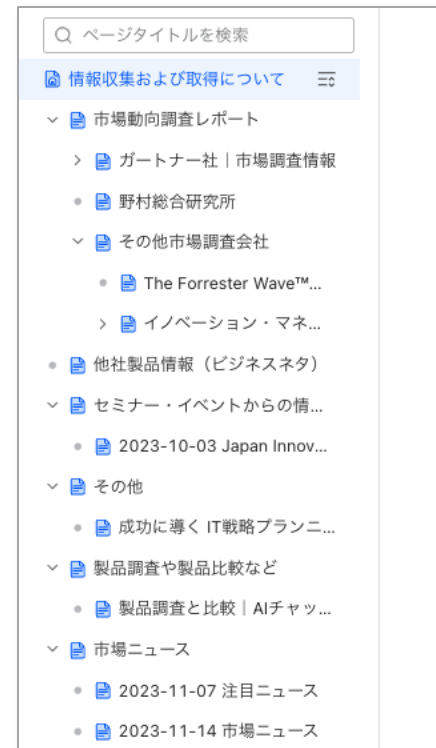 ページタイトルを検索
情報収集および取得について
市場動向調査レポート
ガートナー社｜市場調査情報
野村総合研究所
その他市場調査会社
The Forrester Wave™...
イノベーション・マネ...
他社製品情報（ビジネスネタ）
セミナー・イベントからの情...
2023-10-03 Japan Innov...
その他
成功に導く IT戦略プランニ...
製品調査や製品比較など
製品調査と比較｜AIチャッ...
市場ニュース
2023-11-07 注目ニュース
2023-11-14 市場ニュース